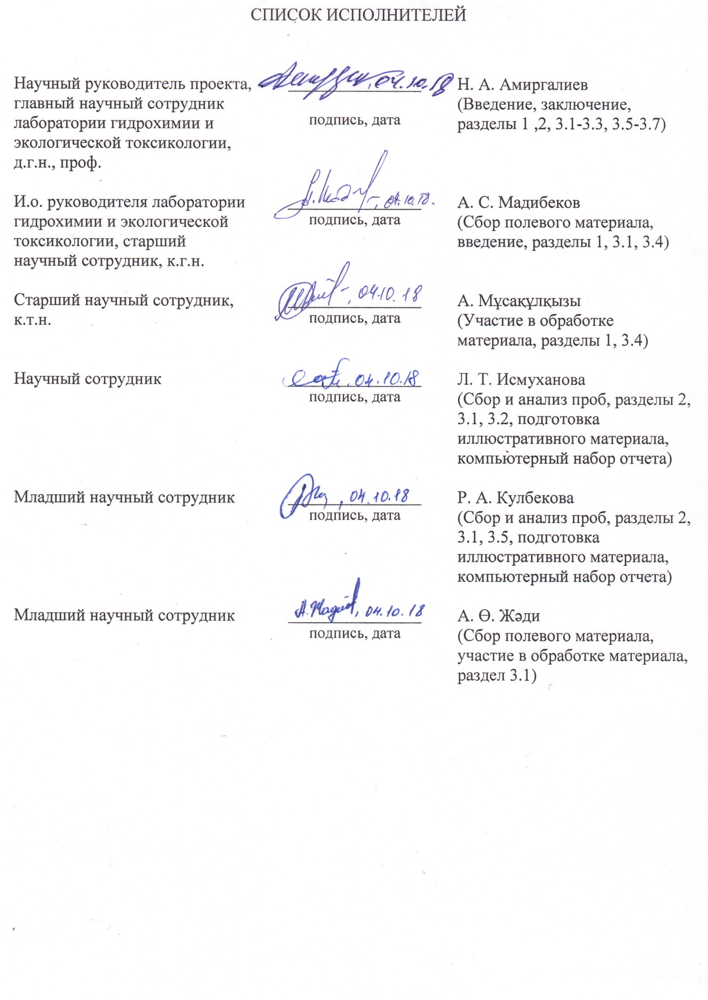 СПИСОК ИСПОЛНИТЕЛЕЙ
Научный руководитель проекта,
главный научный сотрудник
лаборатории гидрохимии и
экологической токсикологии,
д.г.н., проф.
04.10.18
подпись, дата
Н. А. Амиргалиев
(Введение, заключение,
разделы 1 ,2, 3.1-3.3, 3.5-3.7)
И.о. руководителя лаборатории
гидрохимии и экологической
токсикологии, старший
научный сотрудник, к.г.н.
04.10.18.
подпись, дата
А. С. Мадибеков
(Сбор полевого материала,
введение, разделы 1, 3.1, 3.4)
Старший научный сотрудник,
к.т.н.
04.10.18
подпись, дата
А. Мұсақұлқызы
(Участие в обработке
материала, разделы 1, 3.4)
Научный сотрудник
04.10.18
подпись, дата
Л. Т. Исмуханова
(Сбор и анализ проб, разделы 2,
3.1, 3.2, подготовка
иллюстративного материала,
компьютерный набор отчета)
Младший научный сотрудник
04.10.18
подпись, дата
Р. А. Кулбекова
(Сбор и анализ проб, разделы 2,
3.1, 3.5, подготовка
иллюстративного материала,
компьютерный набор отчета)
Младший научный сотрудник
04.10.18
подпись, дата
А. Ө. Жәди
(Сбор полевого материала,
участие в обработке материала,
раздел 3.1)